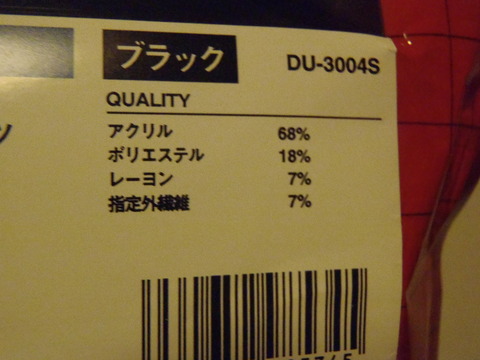 ブラック DU-3004S
QUALITY
アクリル 68%
ポリエステル 18%
レーヨン 7%
指定外繊維 7%